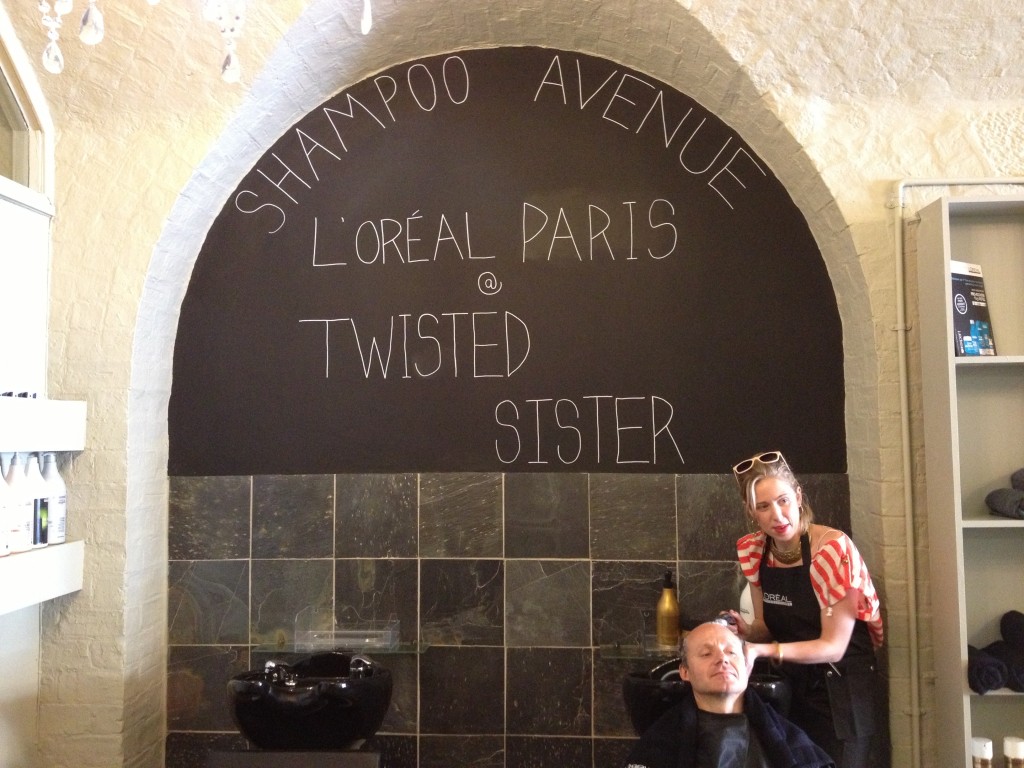 SHAMPOO AVENUE
L'ORÉAL PARIS
@
TWISTED
SISTER
ORÉAL